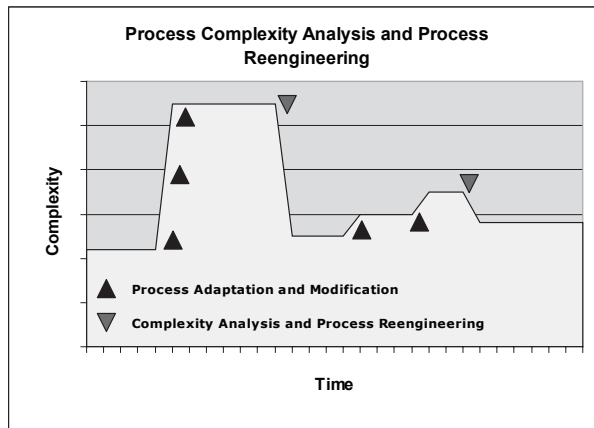 Process Complexity Analysis and Process
Reengineering
Complexity
Process Adaptation and Modification
Complexity Analysis and Process Reengineering
Time